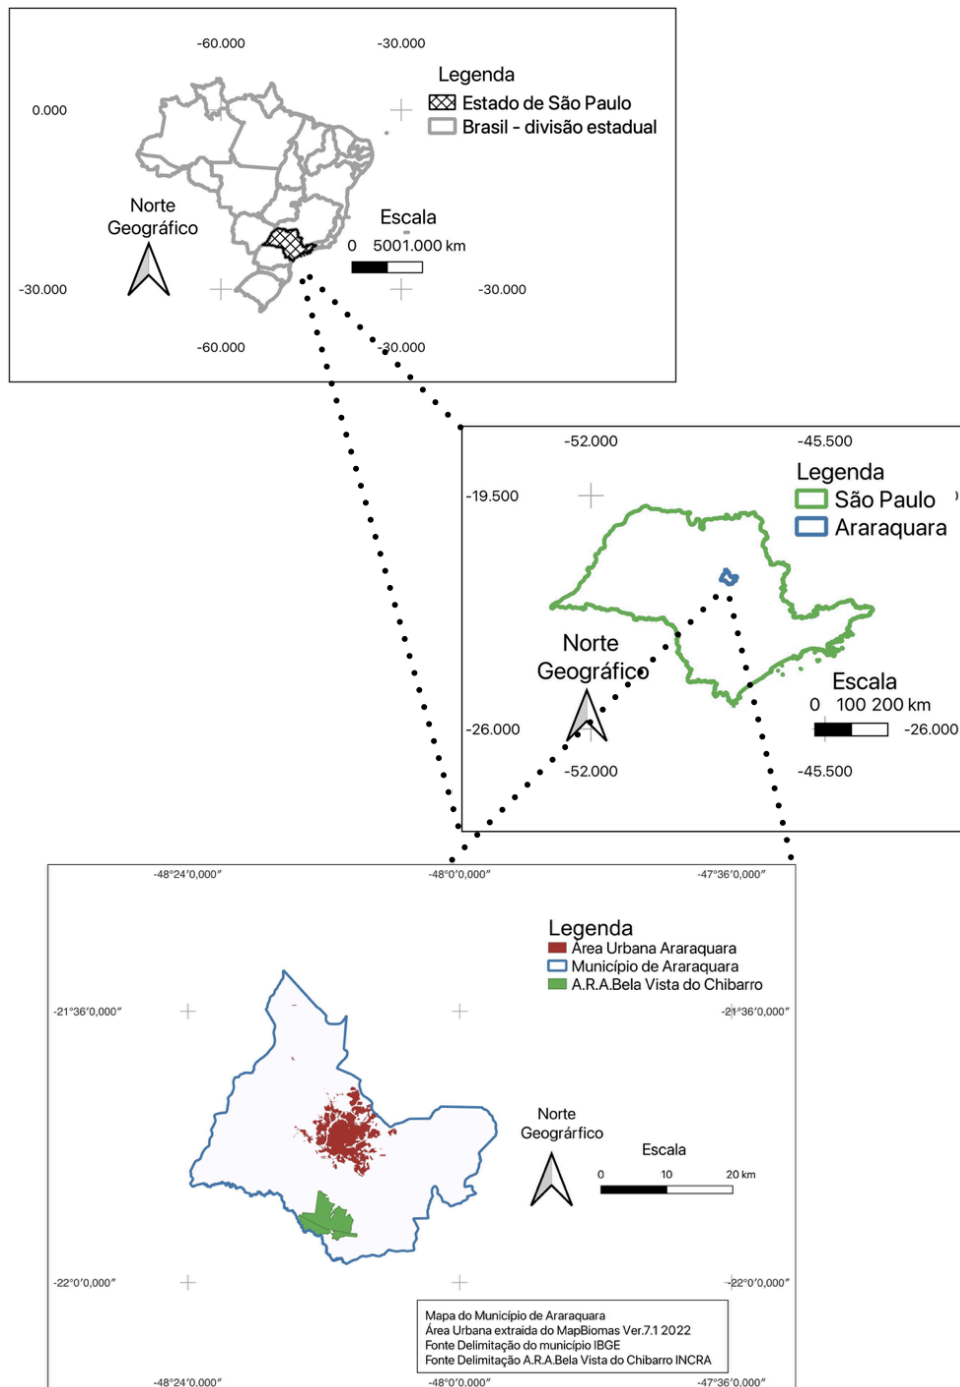 -60.000 -30.000
Legenda
Estado de São Paulo
Brasil - divisão estadual
0.000
Norte
Geográfico
Escala
0 5001.000 km
-30.000 -30.000
-60.000 -30.000
-52.000 -45.500
Legenda
-19.500
São Paulo
Araraquara
Norte
Geográfico
Escala
0 100 200 km
-26.000 -26.000
-52.000 -45.500
-48°24'0,000" -48°0'0,000" -47°36'0,000"
Legenda
Área Urbana Araraquara
Município de Araraquara
A.R.A.Bela Vista do Chibarro
-21°36'0,000" -21°36'0,000"
Norte
Geográrfico
Escala
0 10 20 km
-22°0'0,000" -22°0'0,000"
Mapa do Município de Araraquara
Área Urbana extraida do MapBiomas Ver.7.1 2022
Fonte Delimitação do município IBGE
Fonte Delimitação A.R.A.Bela Vista do Chibarro INCRA
-48°24'0,000" -48°0'0,000" -47°36'0,000"